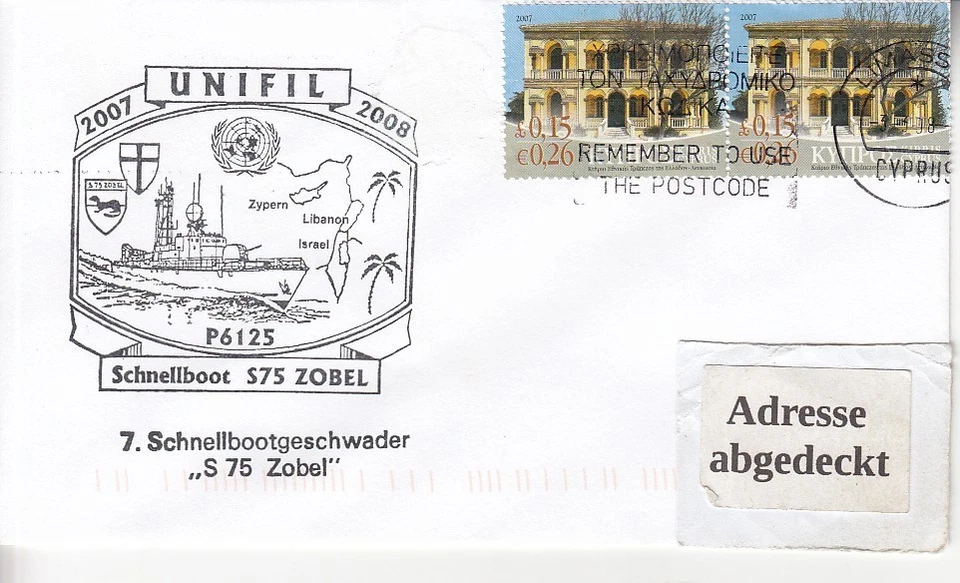 UNIFIL
2007 2008
S 75 ZOBEL
Zypern
Libanon
Israel
P6125
Schnellboot S75 ZOBEL
7. Schnellbootgeschwader
„S 75 Zobel“
2007 2007
£0,15 £0,15
€0,26
ΚΥΠΡΟΣ
ΧΡΗΣΙΜΟΠΟΙΕΙΤΕ
ΤΟΝ ΤΑΧΥΔΡΟΜΙΚΟ
ΚΩΔΙΚΑ
REMEMBER TO USE
THE POSTCODE
CYPRUS
Adresse
abgedeckt